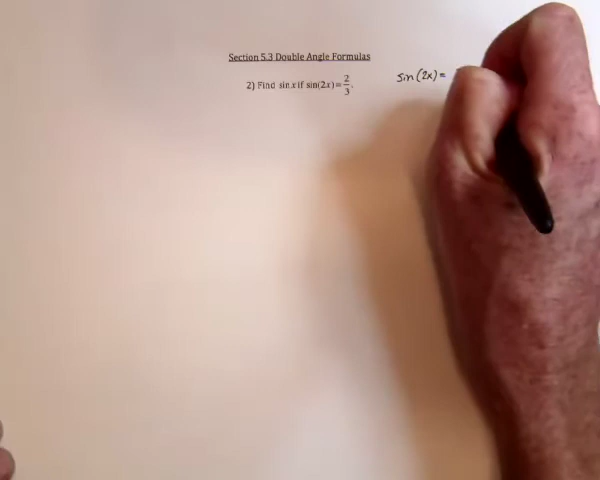 Section 5.3 Double Angle Formulas
2) Find sin x if sin(2x) = 2/3.
sin(2x) =